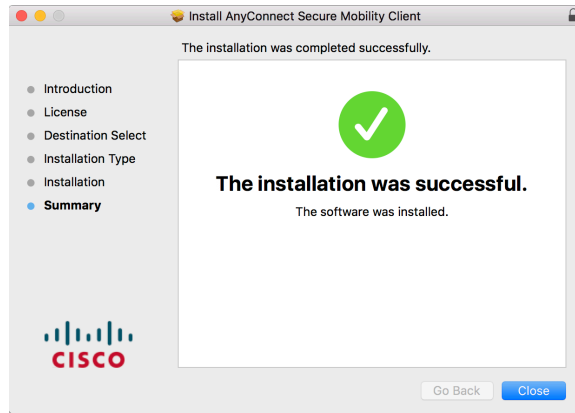 Install AnyConnect Secure Mobility Client
The installation was completed successfully.
Introduction
License
Destination Select
Installation Type
Installation
Summary
The installation was successful.
The software was installed.
CISCO
Go Back
Close